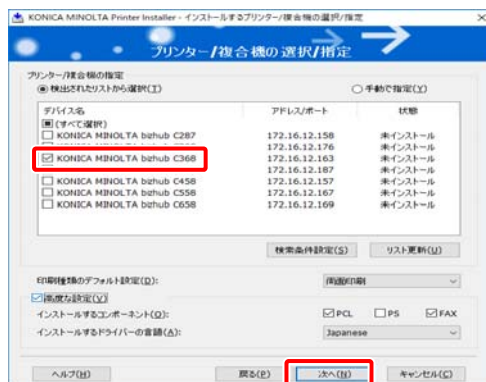 KONICA MINOLTA Printer Installer - インストールするプリンター/複合機の選択/指定
プリンター/複合機の選択/指定
プリンター/複合機の指定
検出されたリストから選択(I) 手動で指定(Y)
デバイス名 アドレス/ポート 状態
(すべて選択)
KONICA MINOLTA bizhub C287 172.16.12.158 未インストール
172.16.12.176 未インストール
KONICA MINOLTA bizhub C368 172.16.12.163 未インストール
172.16.12.187 未インストール
KONICA MINOLTA bizhub C458 172.16.12.157 未インストール
KONICA MINOLTA bizhub C558 172.16.12.167 未インストール
KONICA MINOLTA bizhub C658 172.16.12.169 未インストール
検索条件設定(S) リスト更新(U)
印刷種類のデフォルト設定(D): 両面印刷
高度な設定(V)
インストールするコンポーネント(O): PCL PS FAX
インストールするドライバーの言語(A): Japanese
ヘルプ(H) 戻る(P) 次へ(N) キャンセル(C)